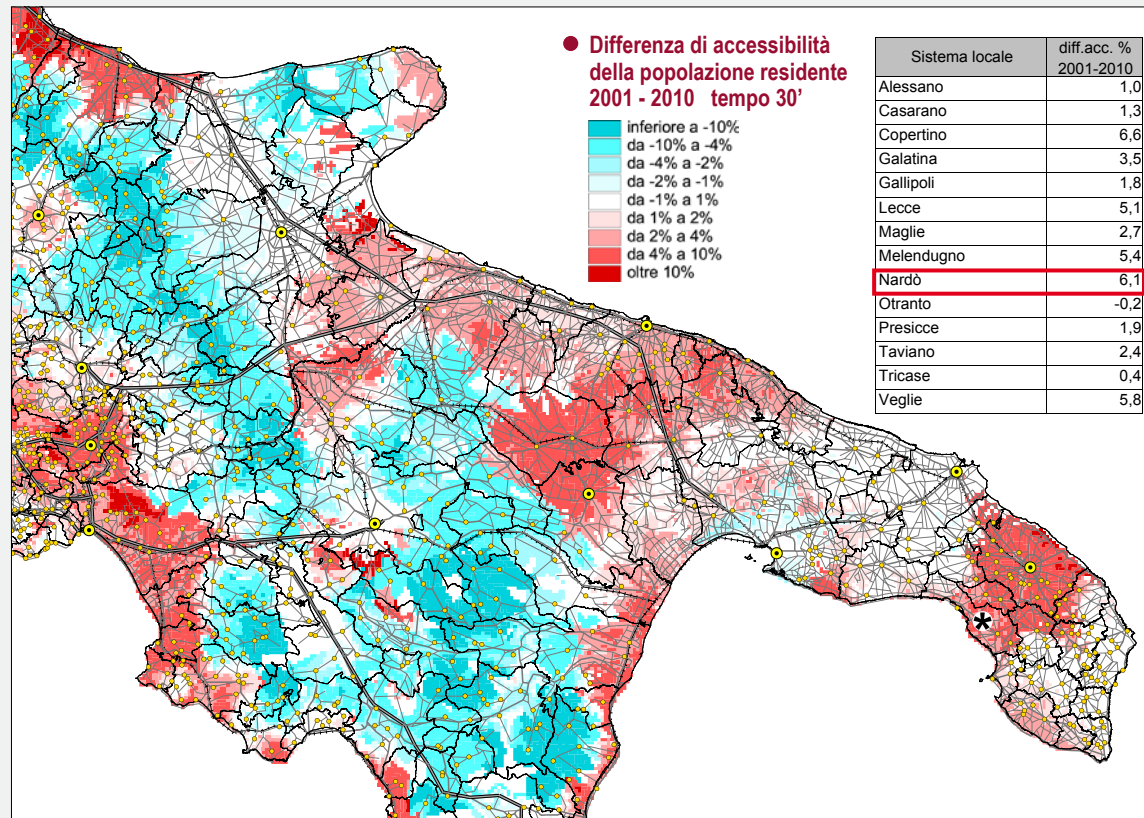 ● Differenza di accessibilità
della popolazione residente
2001 - 2010 tempo 30’
inferiore a -10%
da -10% a -4%
da -4% a -2%
da -2% a -1%
da -1% a 1%
da 1% a 2%
da 2% a 4%
da 4% a 10%
oltre 10%
Sistema locale diff.acc. %
2001-2010
Alessano 1,0
Casarano 1,3
Copertino 6,6
Galatina 3,5
Gallipoli 1,8
Lecce 5,1
Maglie 2,7
Melendugno 5,4
Nardò 6,1
Otranto -0,2
Presicce 1,9
Taviano 2,4
Tricase 0,4
Veglie 5,8
*